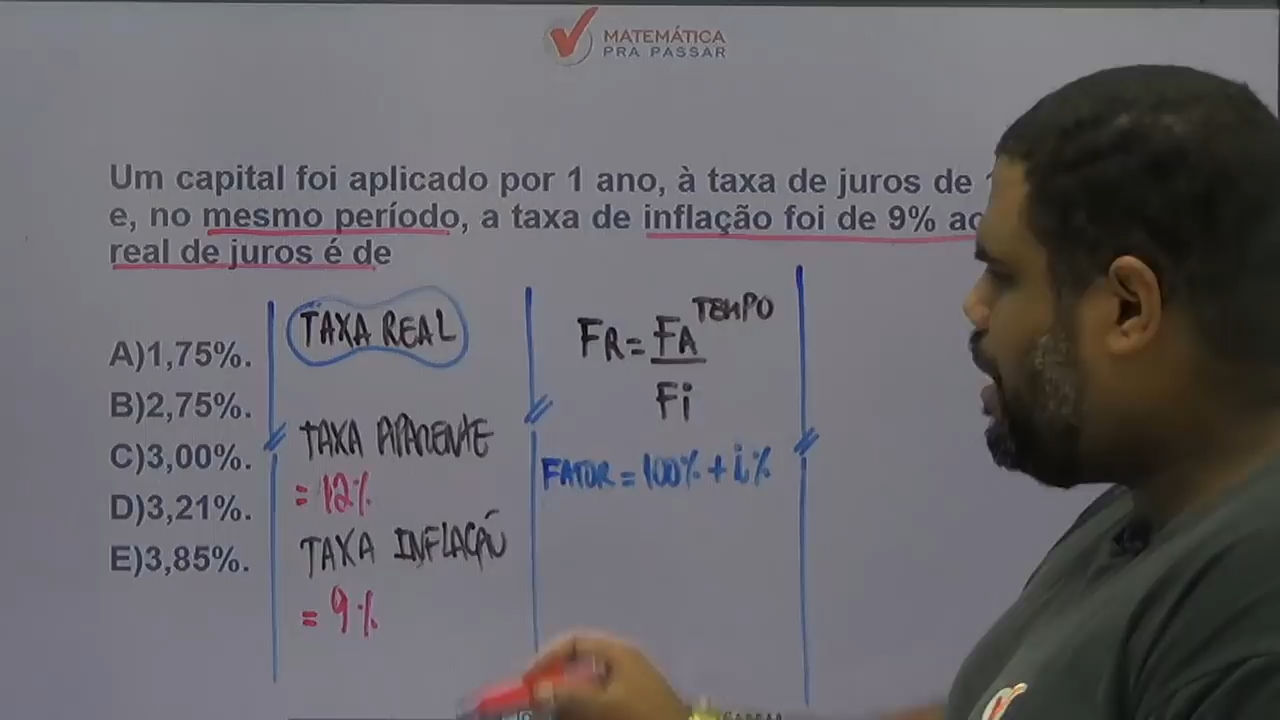 MATEMÁTICA
PRA PASSAR
Um capital foi aplicado por 1 ano, à taxa de juros de
e, no mesmo período, a taxa de inflação foi de 9% ao
real de juros é de
A)1,75%.
B)2,75%.
C)3,00%.
D)3,21%.
E)3,85%.
TAXA REAL
TAXA APARENTE
= 12%
TAXA INFLAÇÃO
= 9%
FR = FA TEMPO
Fi
FATOR = 100% + i%